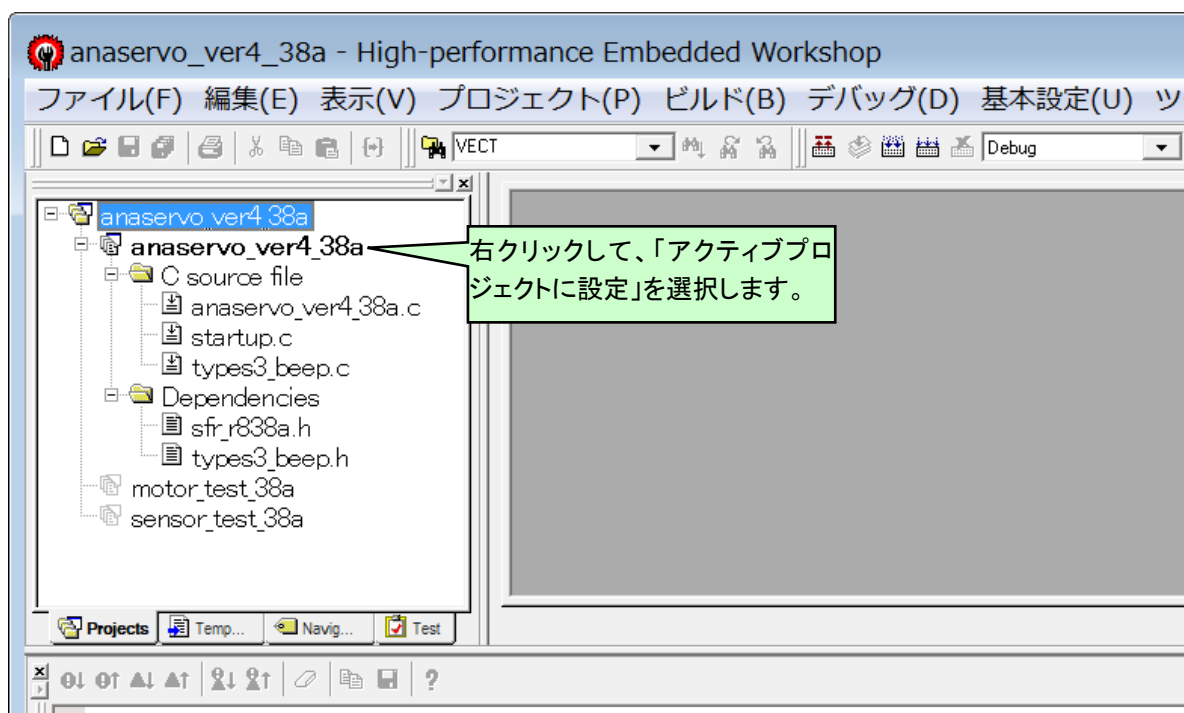 anaservo_ver4_38a - High-performance Embedded Workshop
ファイル(F) 編集(E) 表示(V) プロジェクト(P) ビルド(B) デバッグ(D) 基本設定(U) ツ
VECT
Debug
anaservo_ver4_38a
anaservo_ver4_38a
C source file
anaservo_ver4_38a.c
startup.c
types3_beep.c
Dependencies
sfr_r838a.h
types3_beep.h
motor_test_38a
sensor_test_38a
右クリックして、「アクティブプロ
ジェクトに設定」を選択します。
Projects Temp... Navig... Test